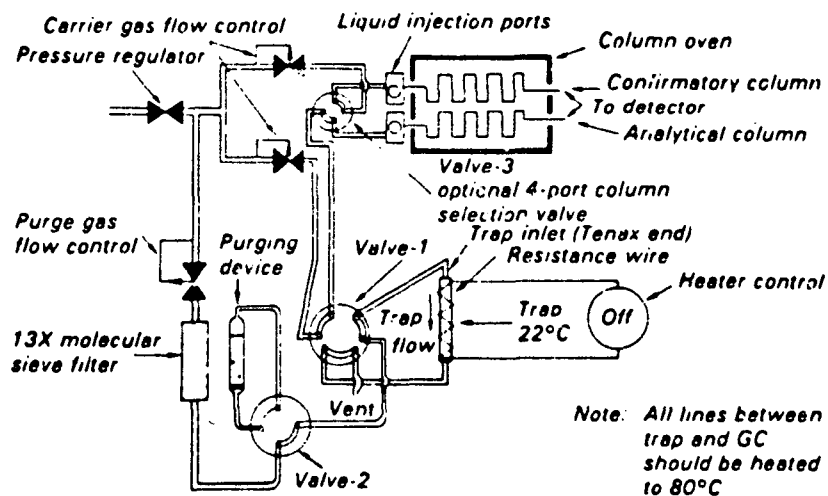 Carrier gas flow control
Pressure regulator
Liquid injection ports
Column oven
Confirmatory column
To detector
Analytical column
Valve-3
optional 4-port column
selection valve
Purge gas
flow control
Purging
device
Valve-1
Trap inlet (Tenax end)
Resistance wire
Heater control
Off
Trap
flow
Trap
22°C
13X molecular
sieve filter
Vent
Valve-2
Note: All lines between
trap and GC
should be heated
to 80°C